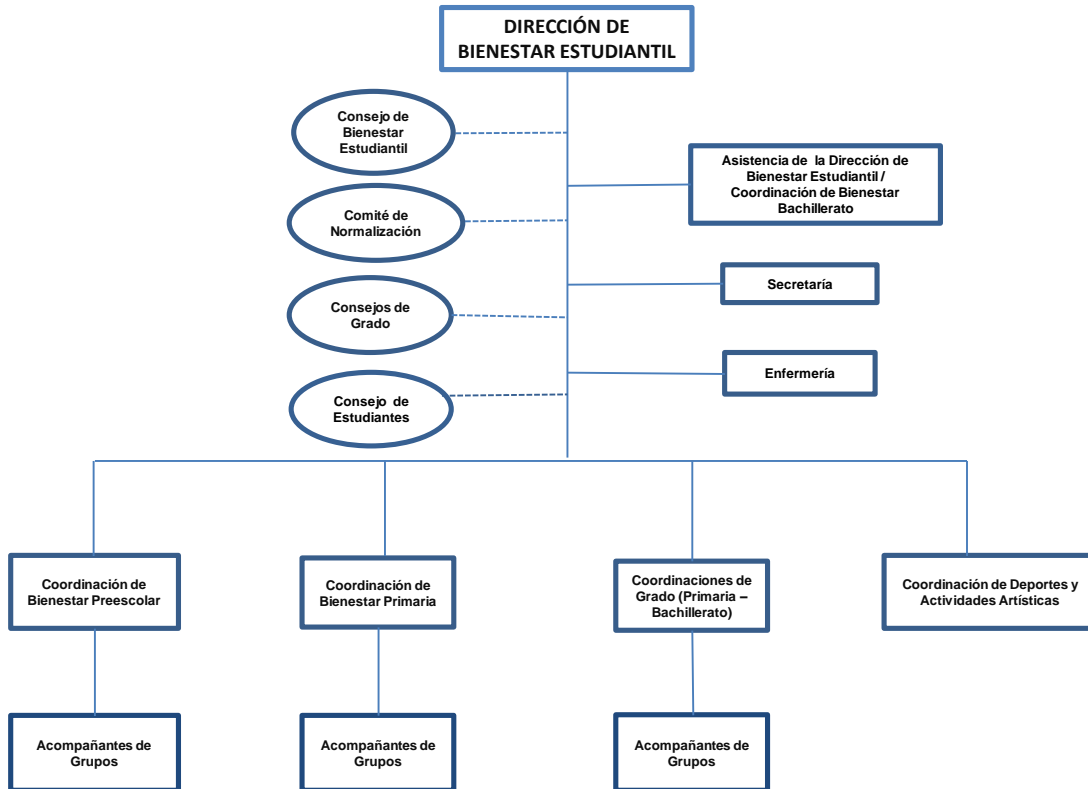 DIRECCIÓN DE
BIENESTAR ESTUDIANTIL
Consejo de
Bienestar
Estudiantil
Asistencia de la Dirección de
Bienestar Estudiantil /
Coordinación de Bienestar
Bachillerato
Comité de
Normalización
Secretaría
Consejos de
Grado
Enfermería
Consejo de
Estudiantes
Coordinación de
Bienestar Preescolar
Coordinación de
Bienestar Primaria
Coordinaciones de
Grado (Primaria –
Bachillerato)
Coordinación de Deportes y
Actividades Artísticas
Acompañantes de
Grupos
Acompañantes de
Grupos
Acompañantes de
Grupos